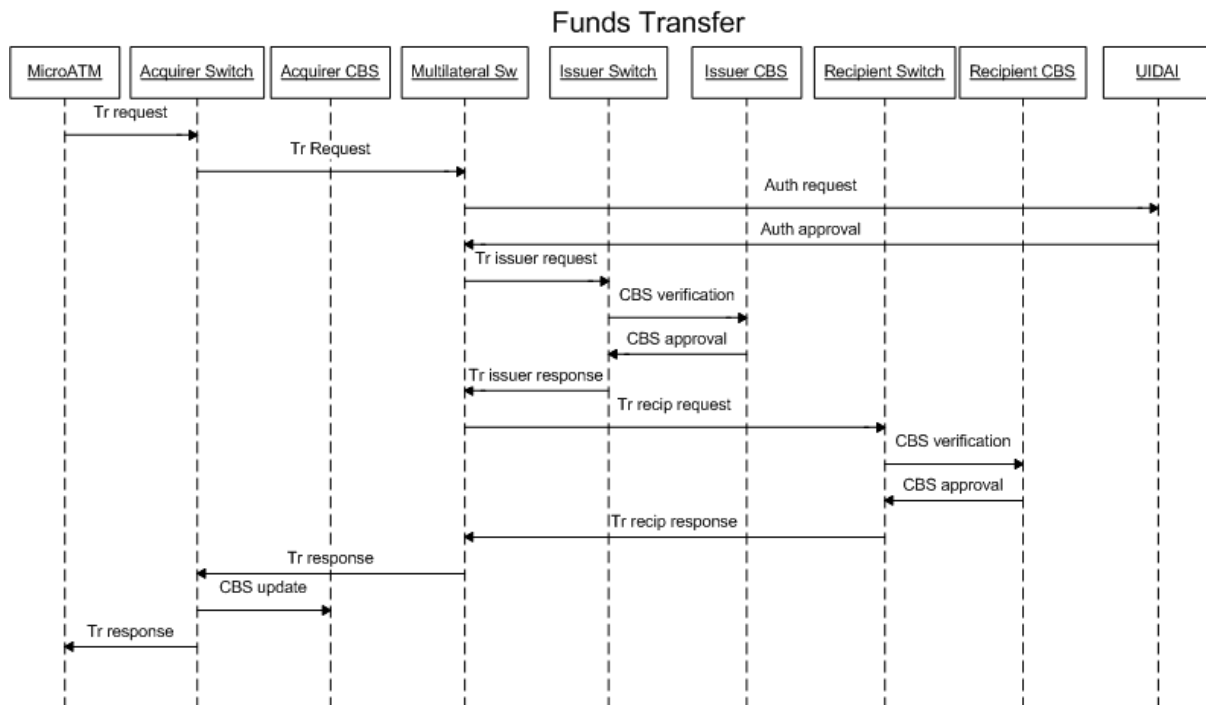 Funds Transfer
MicroATM
Acquirer Switch
Acquirer CBS
Multilateral Sw
Issuer Switch
Issuer CBS
Recipient Switch
Recipient CBS
UIDAI
Tr request
Tr Request
Auth request
Auth approval
Tr issuer request
CBS verification
CBS approval
Tr issuer response
Tr recip request
CBS verification
CBS approval
Tr recip response
Tr response
CBS update
Tr response